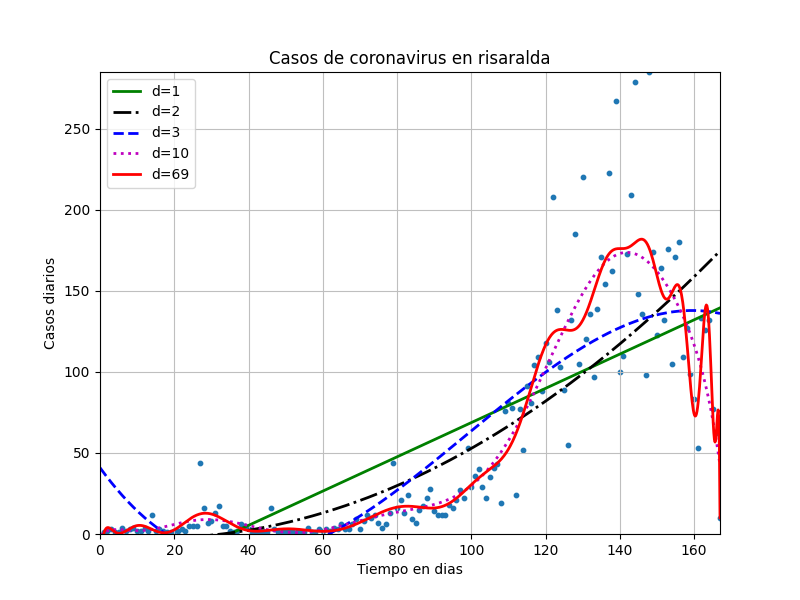 Casos de coronavirus en risaralda
d=1
d=2
d=3
d=10
d=69
250
200
150
100
50
0
Casos diarios
0 20 40 60 80 100 120 140 160
Tiempo en dias